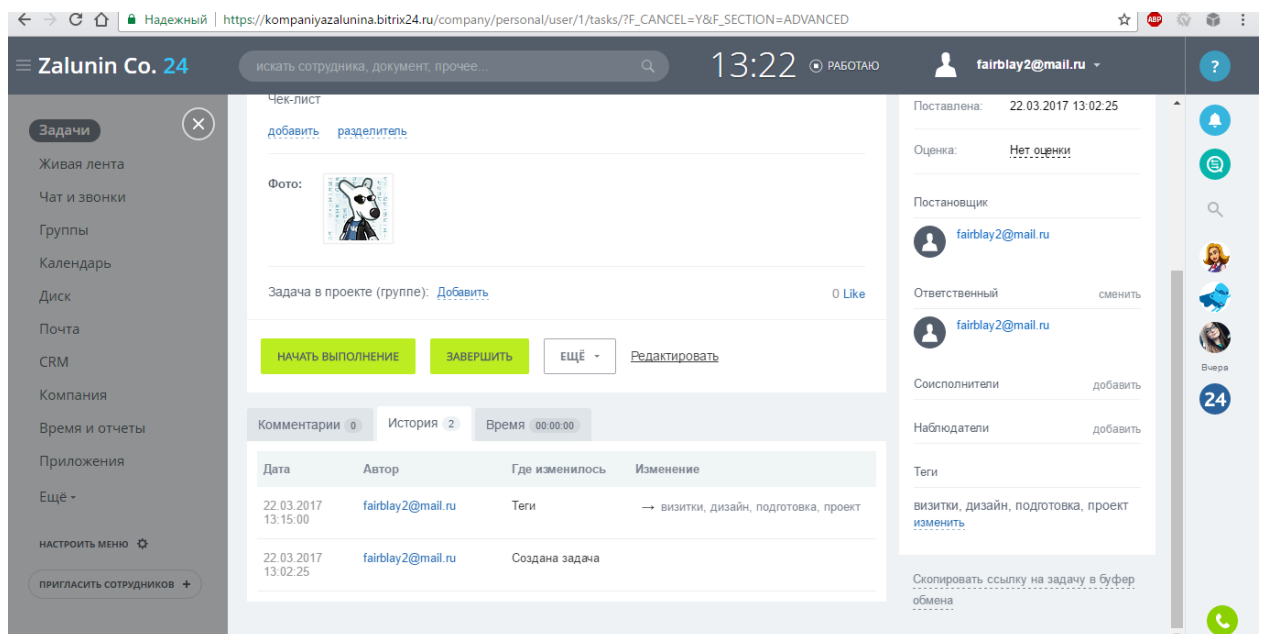 Надежный https://kompaniyazalunina.bitrix24.ru/company/personal/user/1/tasks/?F_CANCEL=Y&F_SECTION=ADVANCED
ABP
Zalunin Co. 24
искать сотрудника, документ, прочее...
13:22 РАБОТАЮ
fairblay2@mail.ru
?
Задачи
Живая лента
Чат и звонки
Группы
Календарь
Диск
Почта
CRM
Компания
Время и отчеты
Приложения
Ещё
НАСТРОИТЬ МЕНЮ
ПРИГЛАСИТЬ СОТРУДНИКОВ +
Чек-лист
добавить разделитель
Фото:
Задача в проекте (группе): Добавить
0 Like
НАЧАТЬ ВЫПОЛНЕНИЕ ЗАВЕРШИТЬ ЕЩЁ Редактировать
Комментарии 0 История 2 Время 00:00:00
Дата Автор Где изменилось Изменение
22.03.2017 fairblay2@mail.ru Теги → визитки, дизайн, подготовка, проект
13:15:00
22.03.2017 fairblay2@mail.ru Создана задача
13:02:25
Поставлена: 22.03.2017 13:02:25
Оценка: Нет оценки
Постановщик
fairblay2@mail.ru
Ответственный сменить
fairblay2@mail.ru
Соисполнители добавить
Наблюдатели добавить
Теги
визитки, дизайн, подготовка, проект
изменить
Скопировать ссылку на задачу в буфер
обмена
Вчера
24